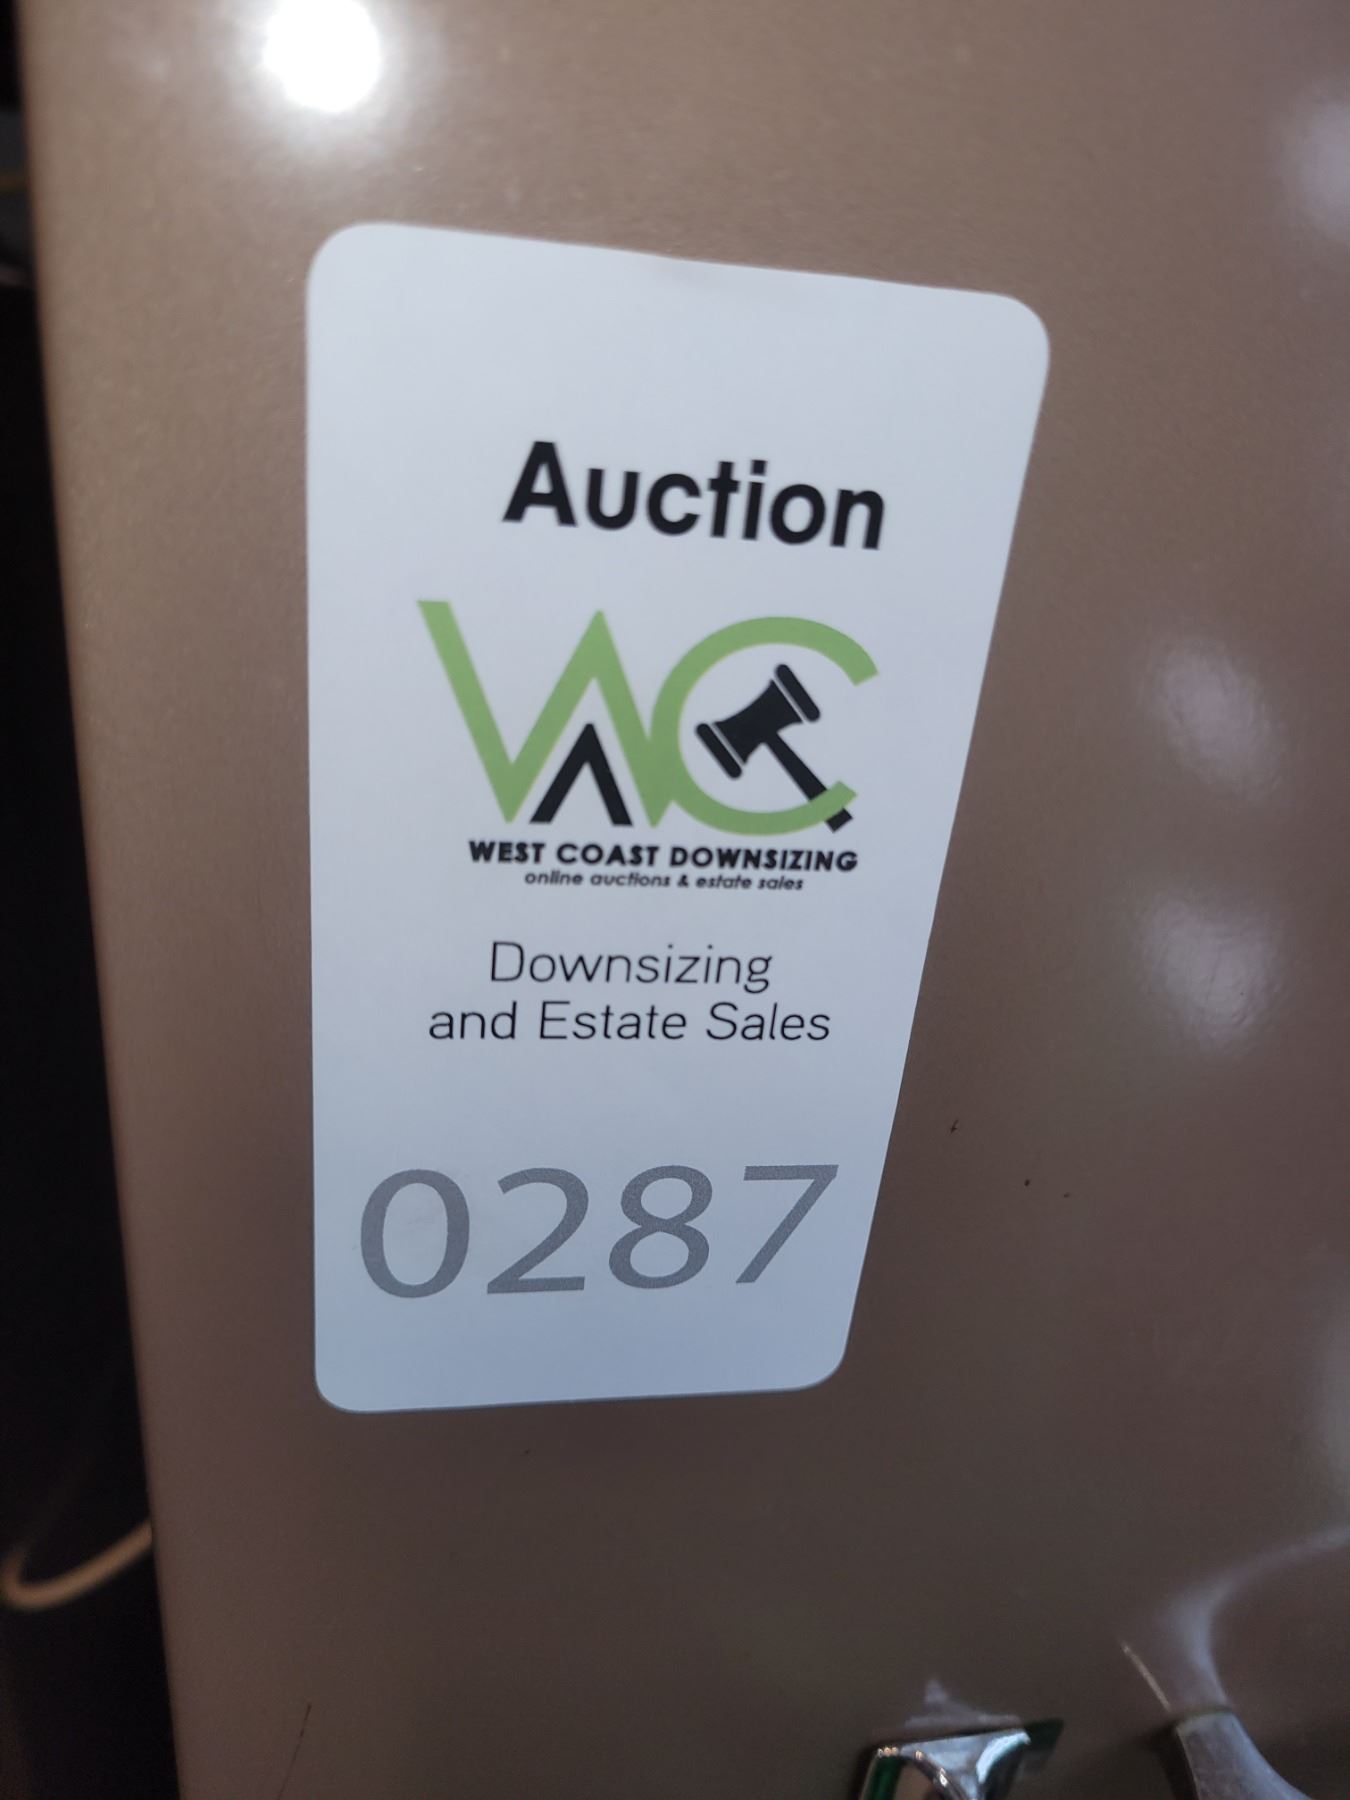 Auction
WC
WEST COAST DOWNSIZING
online auctions & estate sales
Downsizing
and Estate Sales
0287